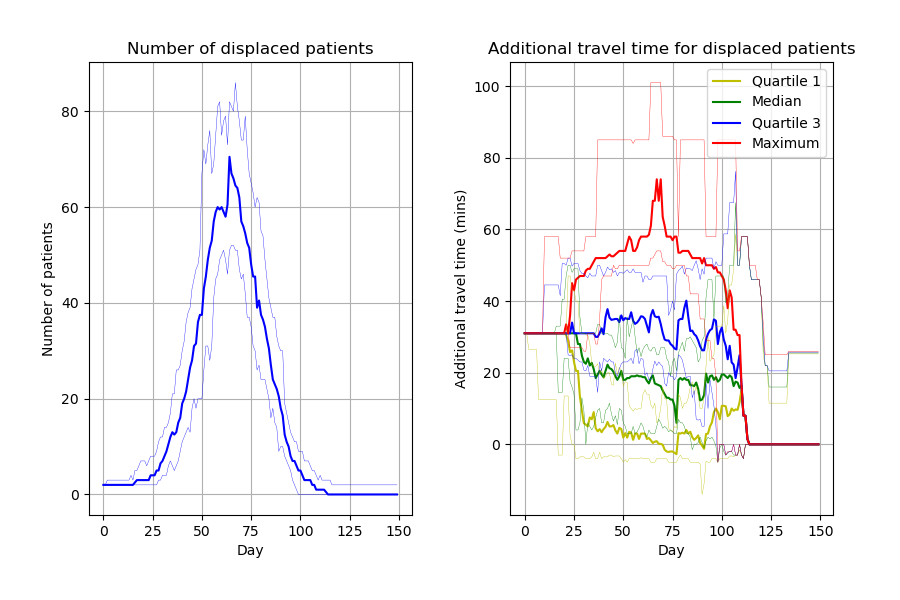 Number of displaced patients
Number of patients
80
60
40
20
0
0 25 50 75 100 125 150
Day
Additional travel time for displaced patients
Additional travel time (mins)
100
80
60
40
20
0
0 25 50 75 100 125 150
Day
Quartile 1
Median
Quartile 3
Maximum